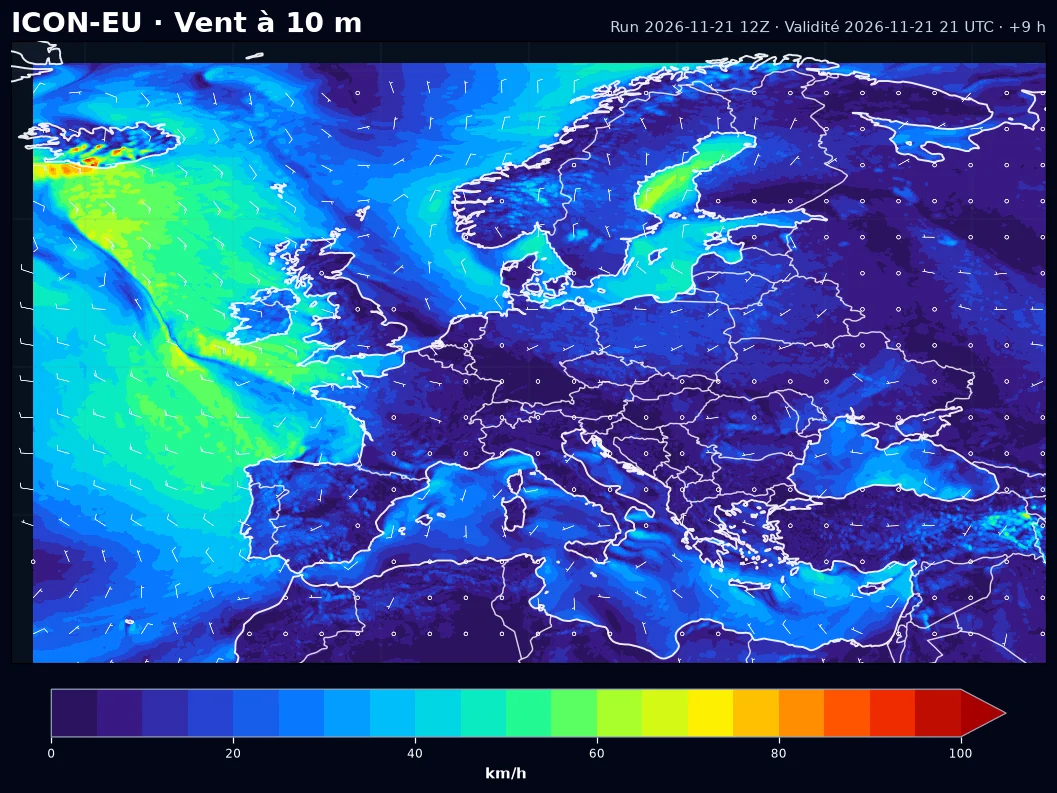 ICON-EU · Vent à 10 m
Run 2026-11-21 12Z · Validité 2026-11-21 21 UTC · +9 h
0 20 40 60 80 100
km/h